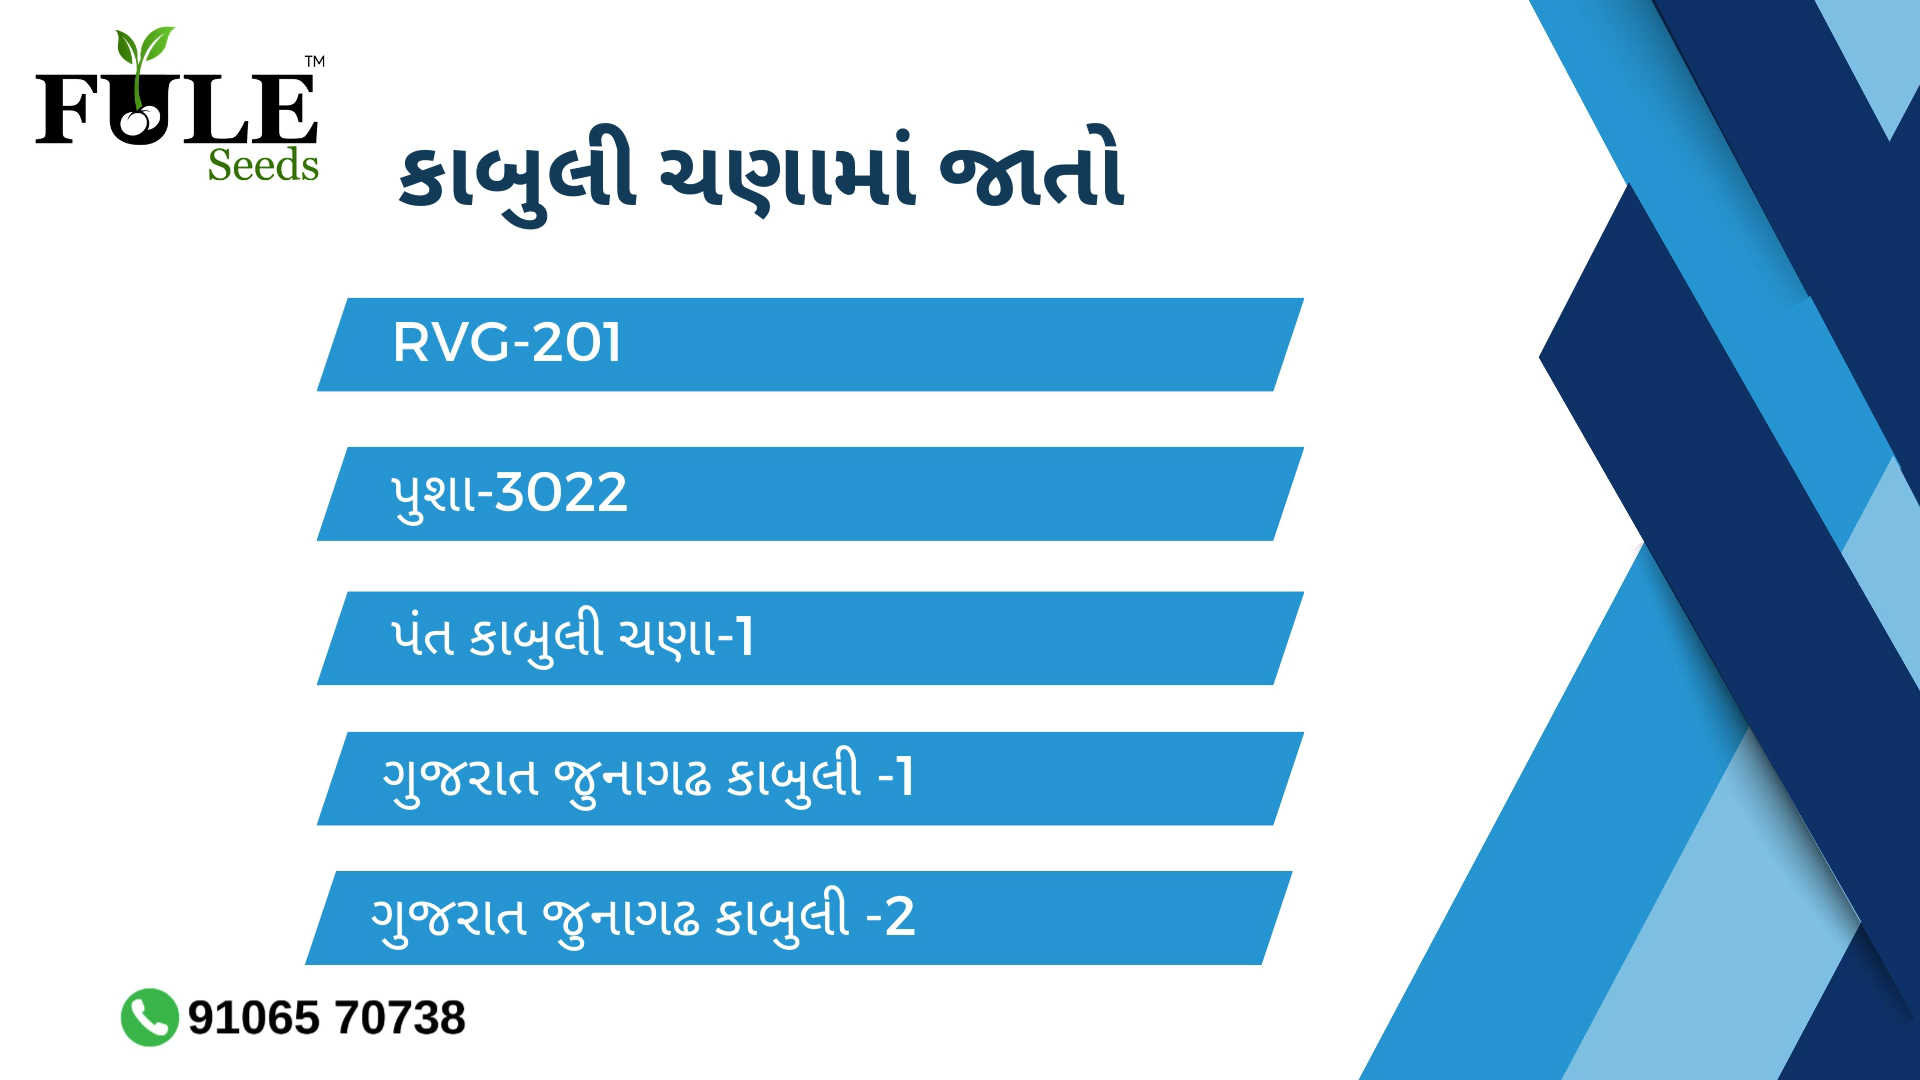 FULE™
Seeds
કાબુલી ચણામાં જાતો
RVG-201
પુશા-3022
પંત કાબુલી ચણા-1
ગુજરાત જુનાગઢ કાબુલી -1
ગુજરાત જુનાગઢ કાબુલી -2
91065 70738